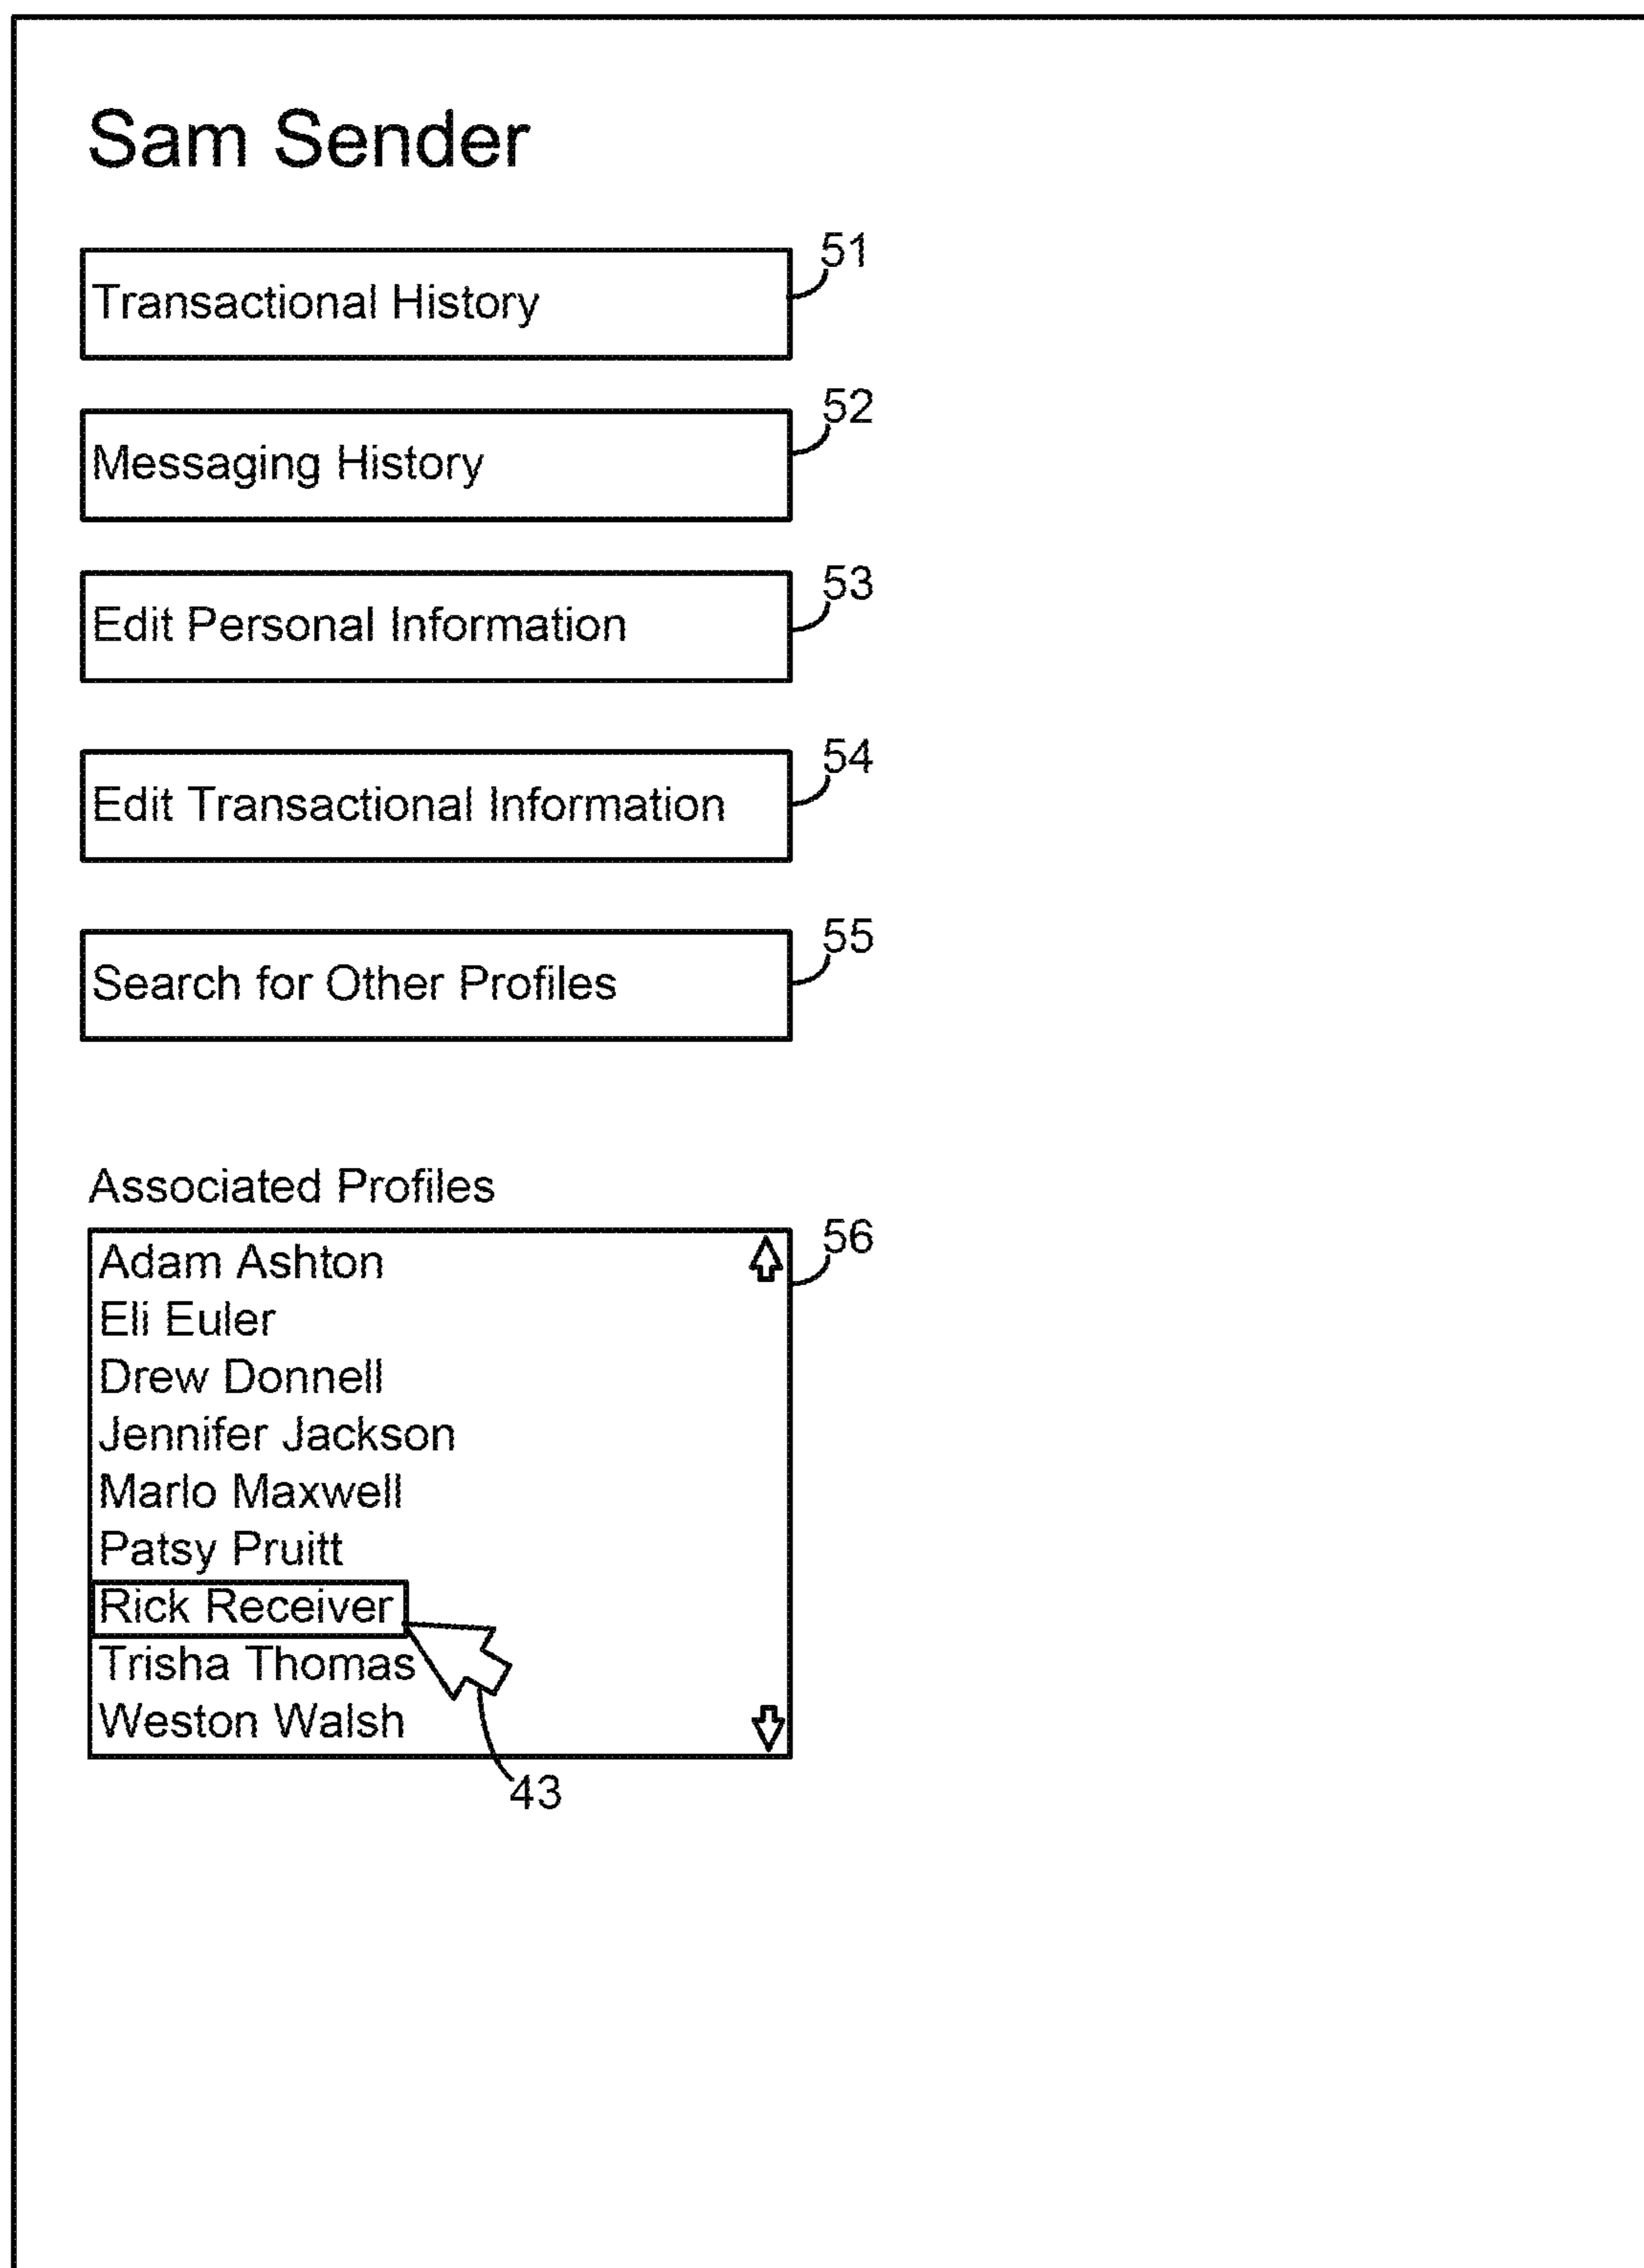 Sam Sender
51
Transactional History
52
Messaging History
53
Edit Personal Information
54
Edit Transactional Information
55
Search for Other Profiles
Associated Profiles
56
Adam Ashton
Eli Euler
Drew Donnell
Jennifer Jackson
Marlo Maxwell
Patsy Pruitt
Rick Receiver
Trisha Thomas
Weston Walsh
43